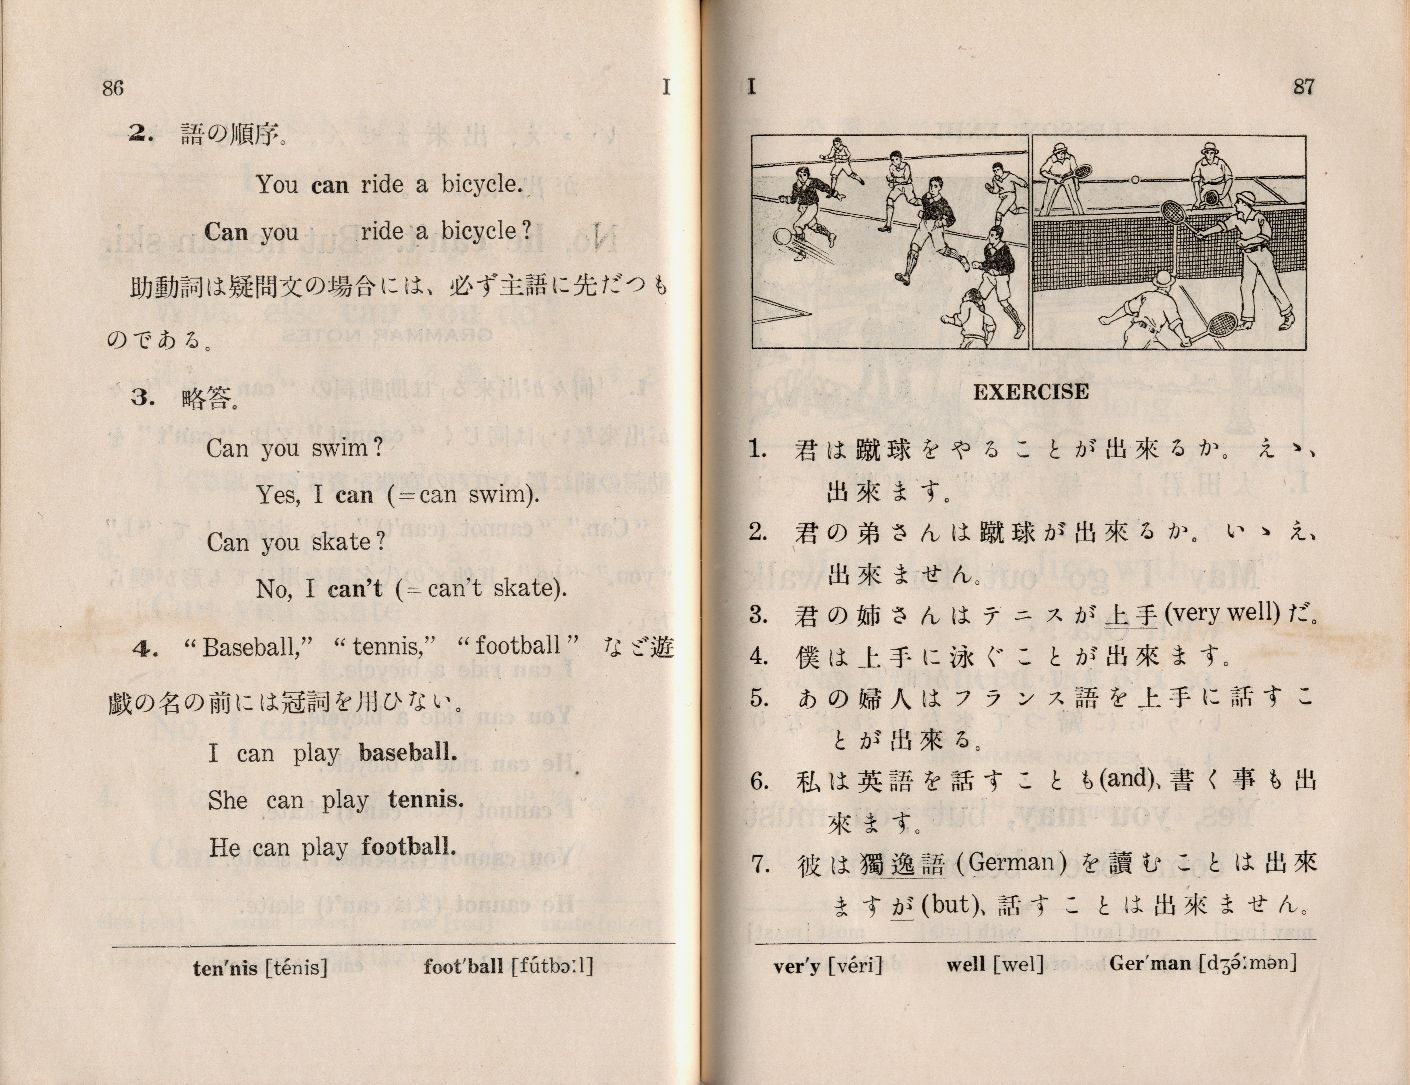 86 I
2. 語の順序。
You can ride a bicycle.
Can you ride a bicycle?
助動詞は疑問文の場合には、必ず主語に先だつも
のである。
3. 略答。
Can you swim?
Yes, I can (=can swim).
Can you skate?
No, I can't (=can't skate).
4. “Baseball,” “tennis,” “football” など遊
戯の名の前には冠詞を用ひない。
I can play baseball.
She can play tennis.
He can play football.
ten′nis [ténis] foot′ball [fútbɔːl]
I 87
EXERCISE
1. 君は蹴球をやることが出來るか。えゝ、
出來ます。
2. 君の弟さんは蹴球が出來るか。いゝえ、
出來ません。
3. 君の姉さんはテニスが上手(very well)だ。
4. 僕は上手に泳ぐことが出來ます。
5. あの婦人はフランス語を上手に話すこ
とが出來る。
6. 私は英語を話すことも(and)、書く事も出
來ます。
7. 彼は獨逸語(German)を讀むことは出來
ますが(but)、話すことは出來ません。
ver′y [véri] well [wel] Ger′man [dʒə́ːmən]